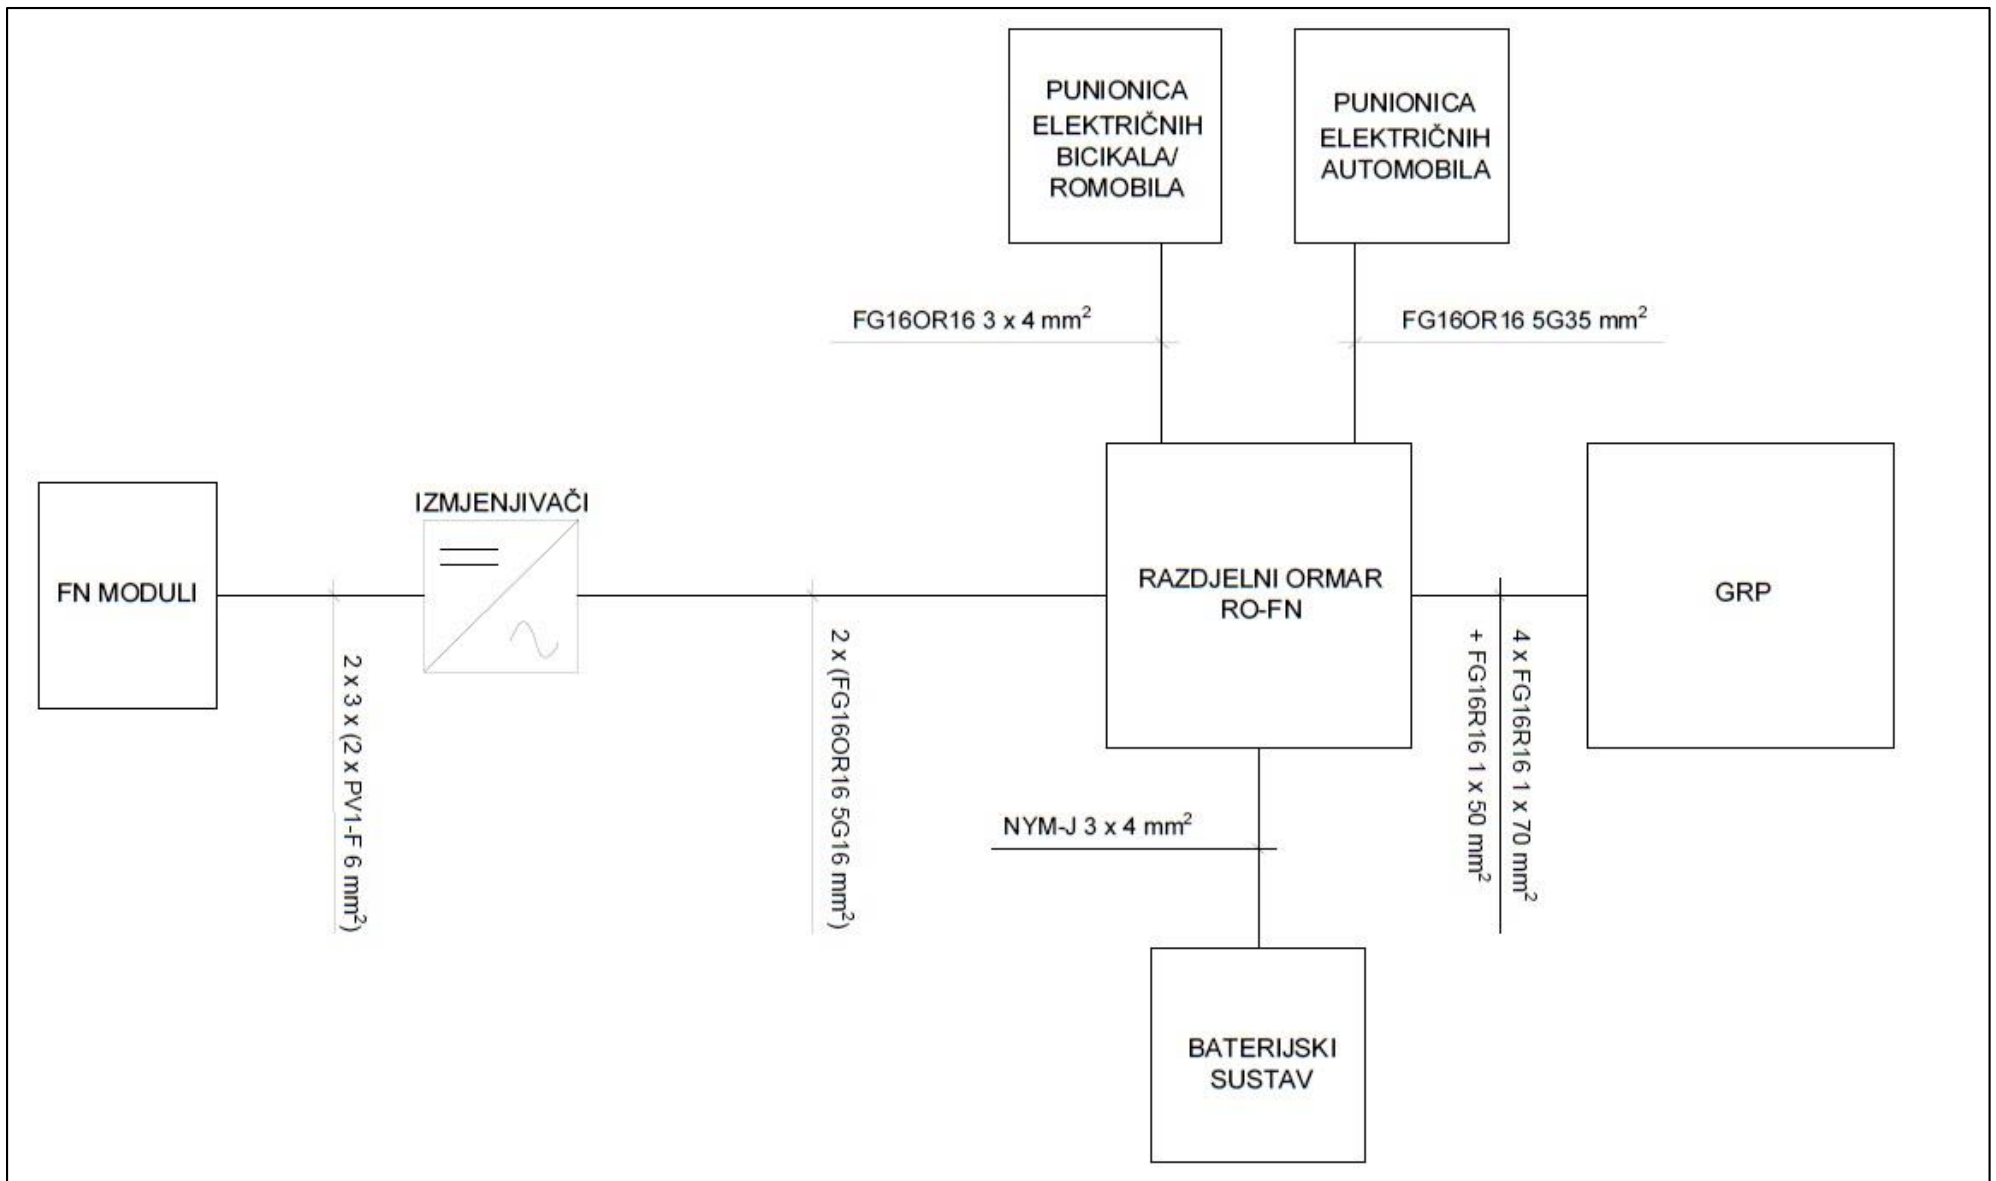 PUNIONICA
ELEKTRIČNIH
BICIKALA/
ROMOBILA
PUNIONICA
ELEKTRIČNIH
AUTOMOBILA
FG16OR16 3 x 4 mm²
FG16OR16 5G35 mm²
IZMJENJIVAČI
FN MODULI
RAZDJELNI ORMAR
RO-FN
GRP
2 x 3 x (2 x PV1-F 6 mm²)
2 x (FG16OR16 5G16 mm²)
4 x FG16R16 1 x 70 mm²
+ FG16R16 1 x 50 mm²
NYM-J 3 x 4 mm²
BATERIJSKI
SUSTAV